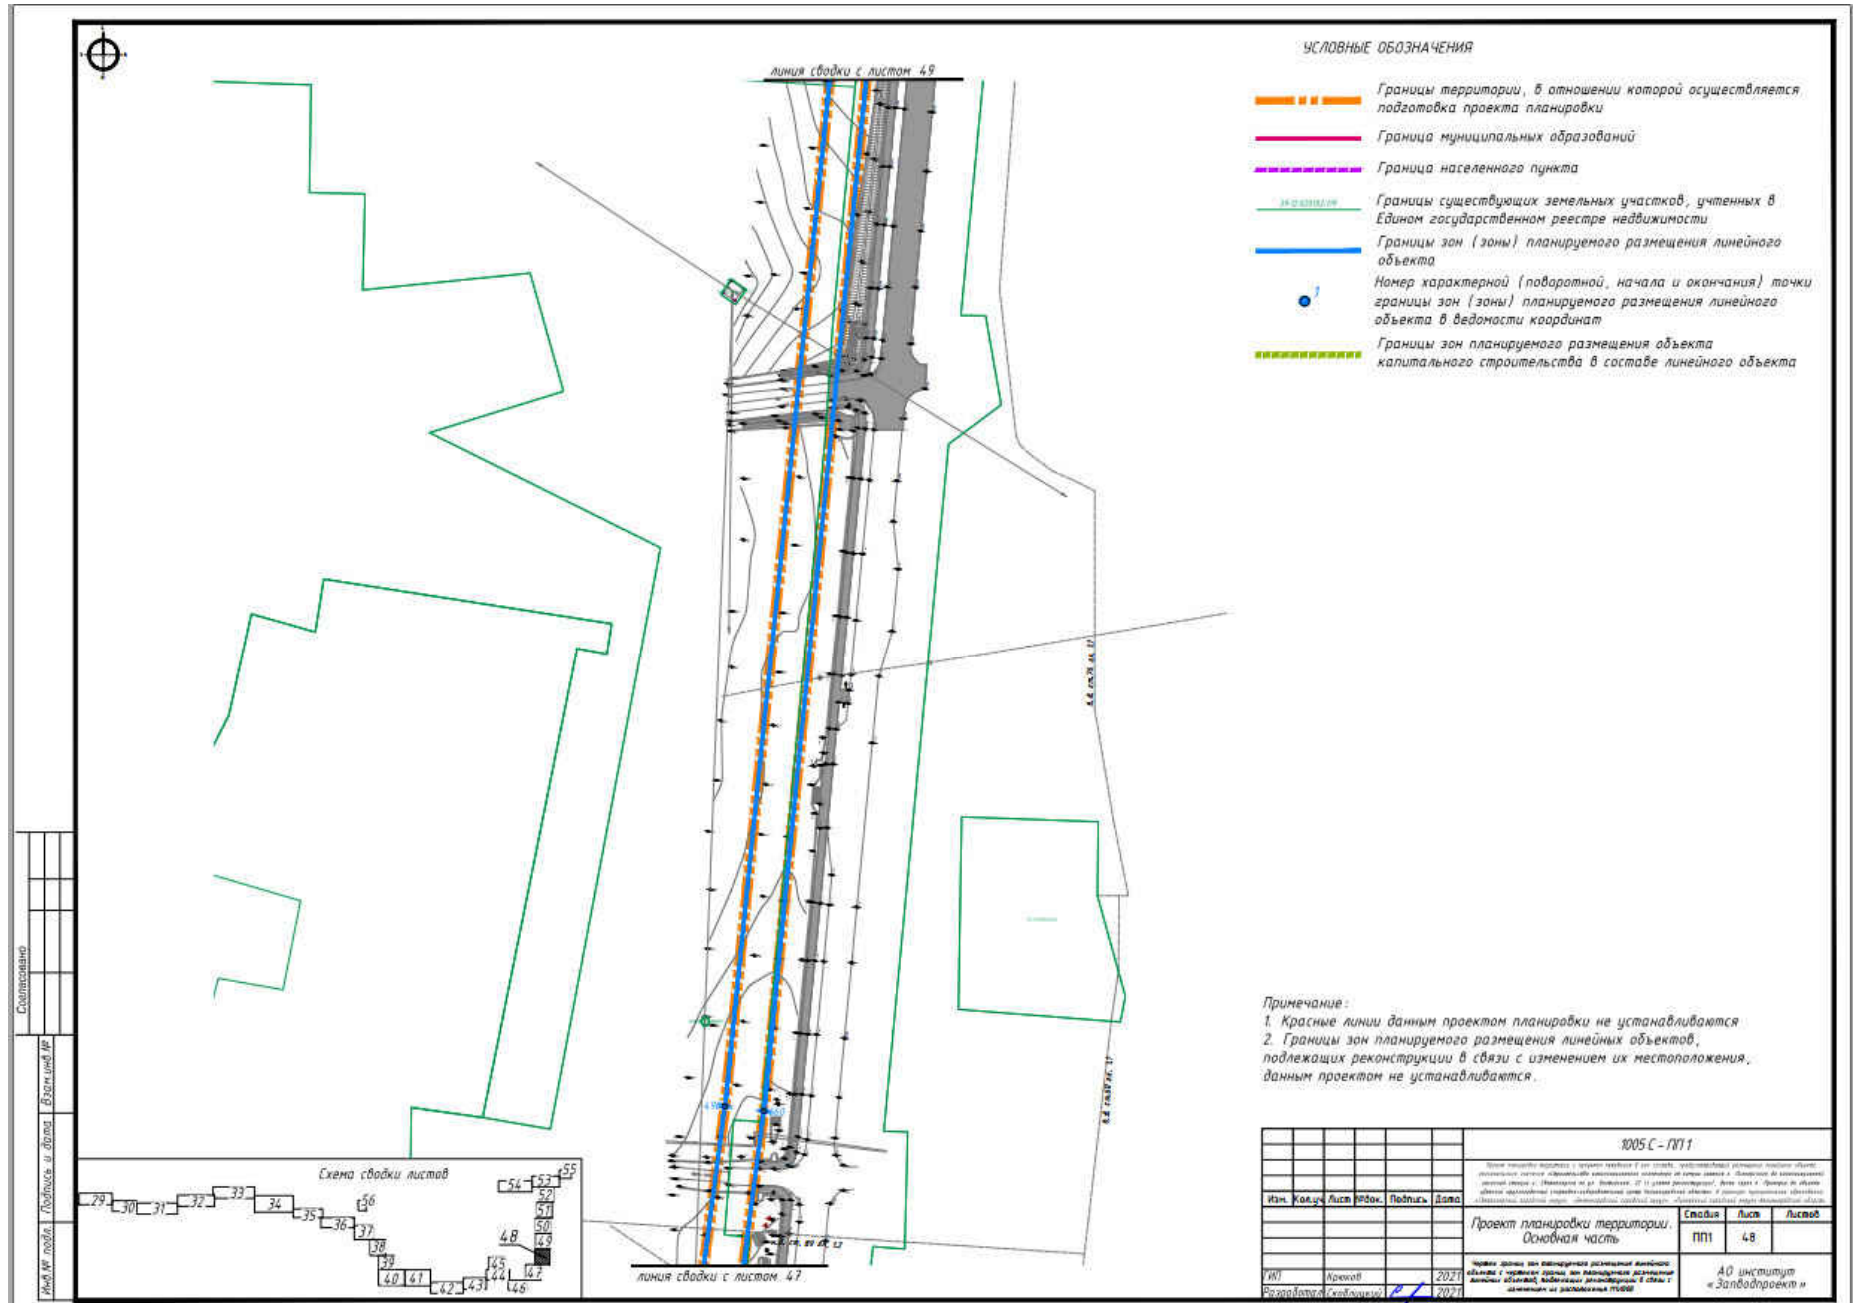 линия сводки с листом 49
УСЛОВНЫЕ ОБОЗНАЧЕНИЯ
Границы территории, в отношении которой осуществляется
подготовка проекта планировки
Граница муниципальных образований
Граница населенного пункта
Границы существующих земельных участков, учтенных в
Едином государственном реестре недвижимости
Границы зон (зоны) планируемого размещения линейного
объекта
1
Номер характерной (поворотной, начала и окончания) точки
границы зон (зоны) планируемого размещения линейного
объекта в ведомости координат
Границы зон планируемого размещения объекта
капитального строительства в составе линейного объекта
Примечание:
1. Красные линии данным проектом планировки не устанавливаются
2. Границы зон планируемого размещения линейных объектов,
подлежащих реконструкции в связи с изменением их местоположения,
данным проектом не устанавливаются.
Согласовано
Взам инв №
Подпись и дата
Инв № подл.
Схема сводки листов
29 30 31 32 33 34 35 36 37 38 39 40 41 42 43 44 45 46 47 48 49 50 51 52 53 54 55 56
линия сводки с листом 47
1005.С - ПП 1
Изм. Кол.уч Лист №док. Подпись Дата
Проект планировки территории.
Основная часть
Стадия Лист Листов
ПП1 48
ГИП Крюков 2021
Разработал 2021
АО институт
«Запводпроект»